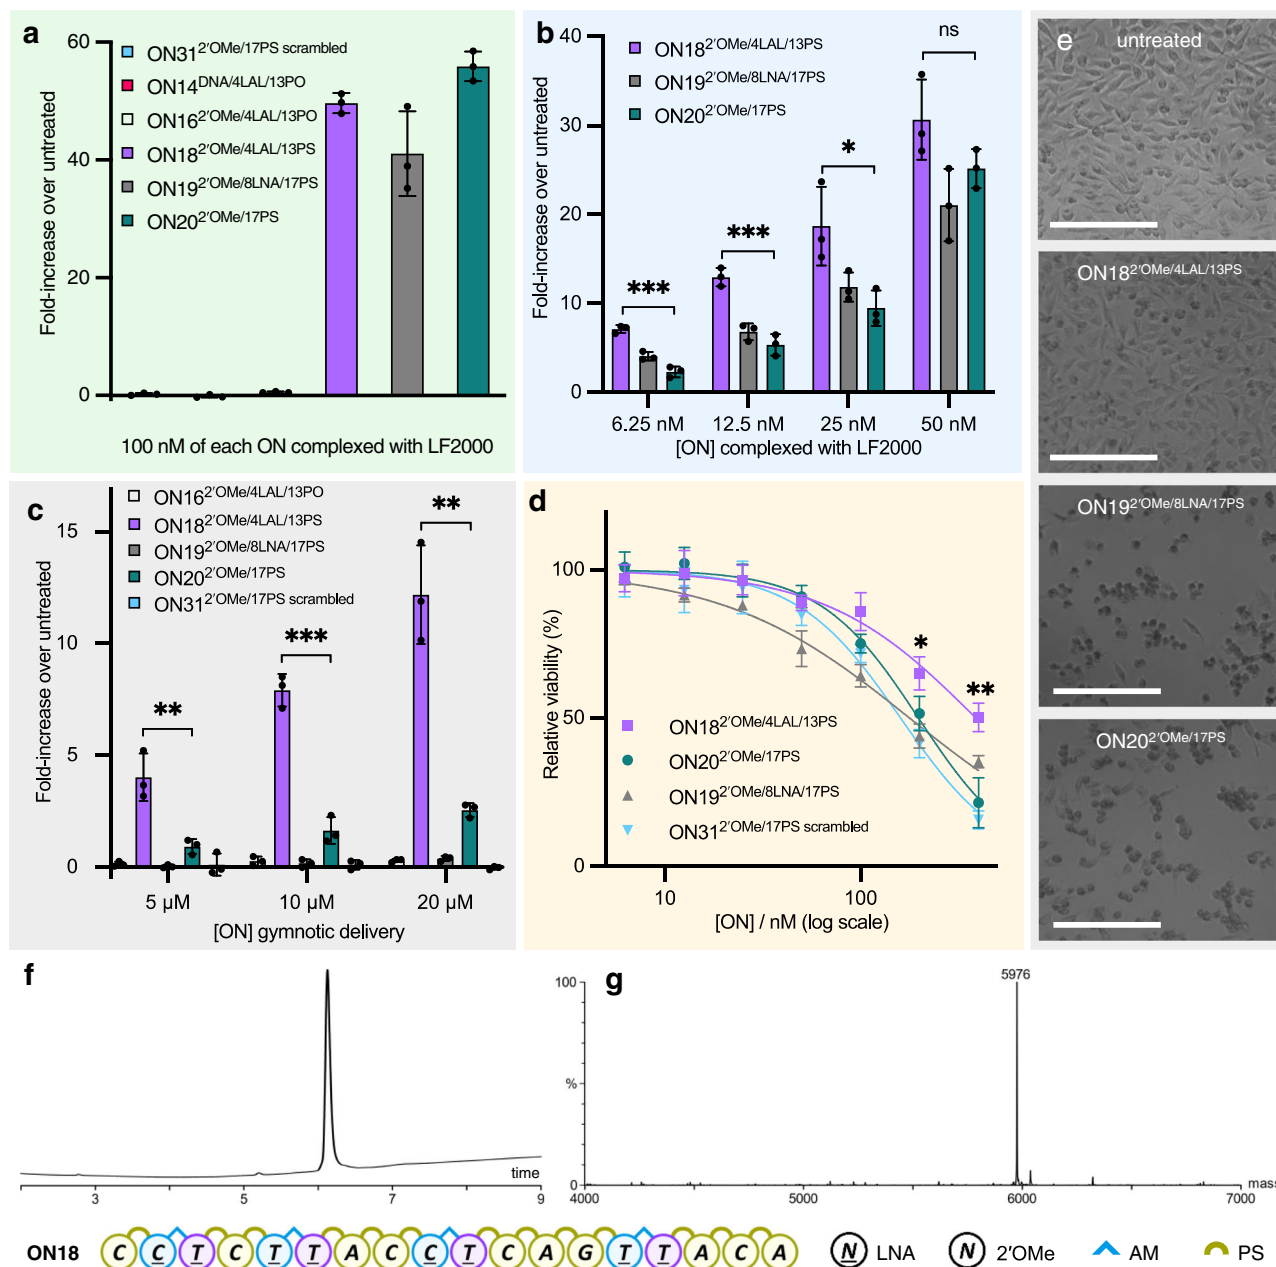 a
60
40
20
0
Fold-increase over untreated
ON31 2′OMe/17PS scrambled
ON14 DNA/4LAL/13PO
ON16 2′OMe/4LAL/13PO
ON18 2′OMe/4LAL/13PS
ON19 2′OMe/8LNA/17PS
ON20 2′OMe/17PS
100 nM of each ON complexed with LF2000
b
40
30
20
10
0
Fold-increase over untreated
ON18 2′OMe/4LAL/13PS
ON19 2′OMe/8LNA/17PS
ON20 2′OMe/17PS
***
***
*
ns
6.25 nM 12.5 nM 25 nM 50 nM
[ON] complexed with LF2000
c
15
10
5
0
Fold-increase over untreated
ON16 2′OMe/4LAL/13PO
ON18 2′OMe/4LAL/13PS
ON19 2′OMe/8LNA/17PS
ON20 2′OMe/17PS
ON31 2′OMe/17PS scrambled
**
***
**
5 µM 10 µM 20 µM
[ON] gymnotic delivery
d
100
50
0
Relative viability (%)
*
**
ON18 2′OMe/4LAL/13PS
ON20 2′OMe/17PS
ON19 2′OMe/8LNA/17PS
ON31 2′OMe/17PS scrambled
10 100
[ON] / nM (log scale)
e
untreated
ON18 2′OMe/4LAL/13PS
ON19 2′OMe/8LNA/17PS
ON20 2′OMe/17PS
f
time
3 5 7 9
g
5976
100
%
0
4000 5000 6000 7000
mass
ON18 C C T C T T A C C T C A G T T A C A
N LNA N 2′OMe AM PS